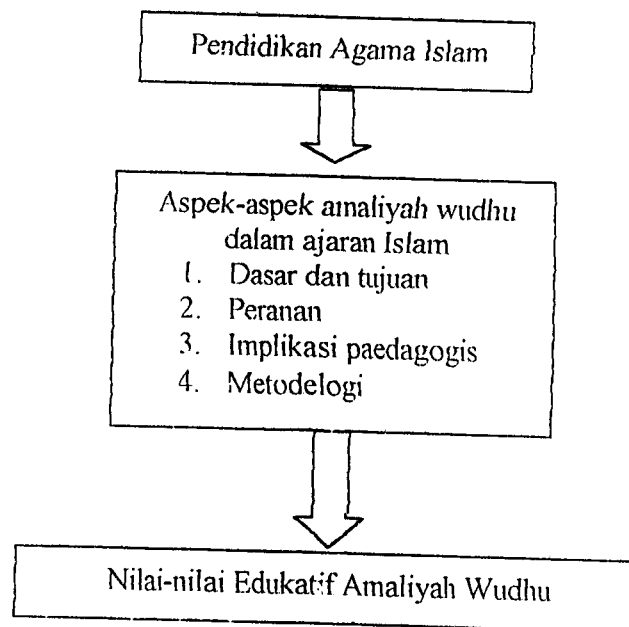 Pendidikan Agama Islam
Aspek-aspek amaliyah wudhu
dalam ajaran Islam
1. Dasar dan tujuan
2. Peranan
3. Implikasi paedagogis
4. Metodelogi
Nilai-nilai Edukatif Amaliyah Wudhu